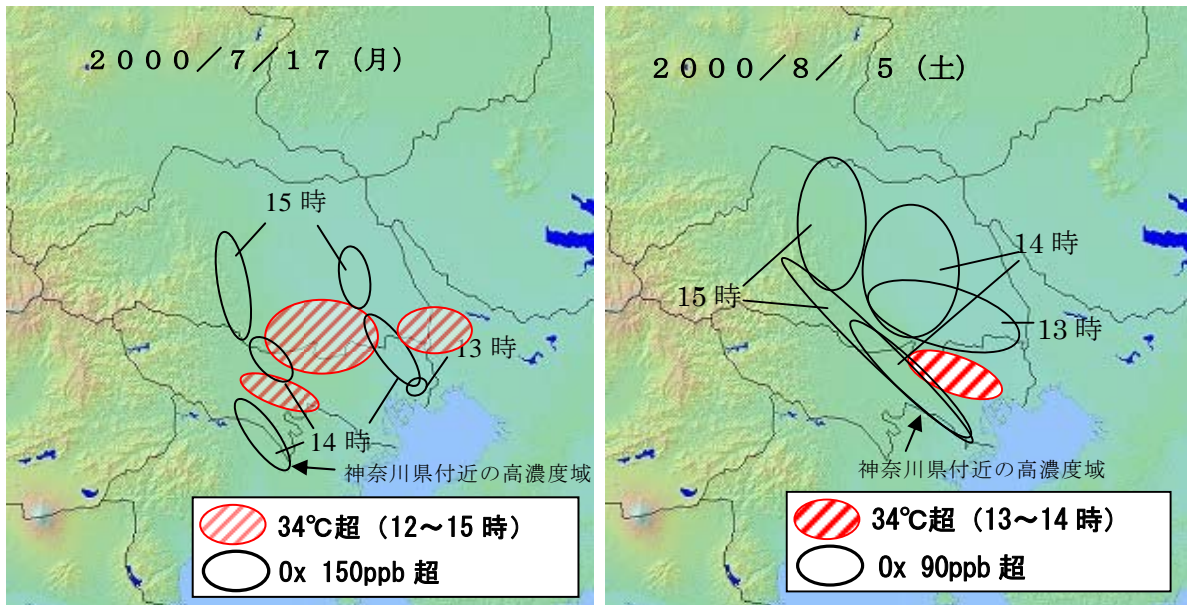 ２０００／７／１７（月）
15 時
13 時
14 時
神奈川県付近の高濃度域
34℃超（12～15 時）
Ox 150ppb 超
２０００／８／　５（土）
14 時
15 時
13 時
神奈川県付近の高濃度域
34℃超（13～14 時）
Ox 90ppb 超